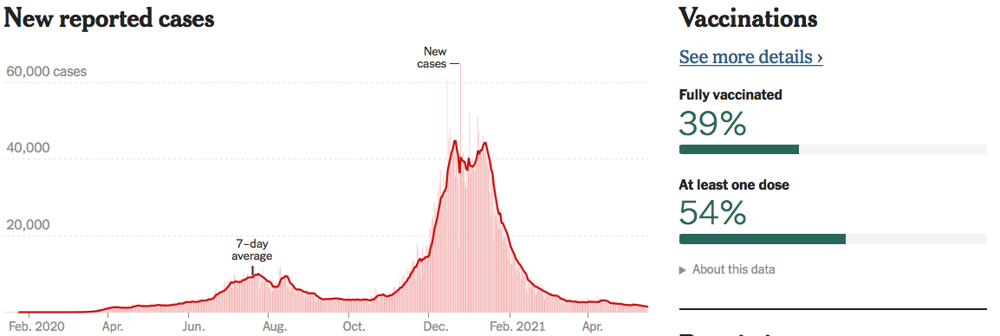 New reported cases
New
cases
60,000 cases
40,000
20,000
7–day
average
Feb. 2020
Apr.
Jun.
Aug.
Oct.
Dec.
Feb. 2021
Apr.
Vaccinations
See more details ›
Fully vaccinated
39%
At least one dose
54%
About this data